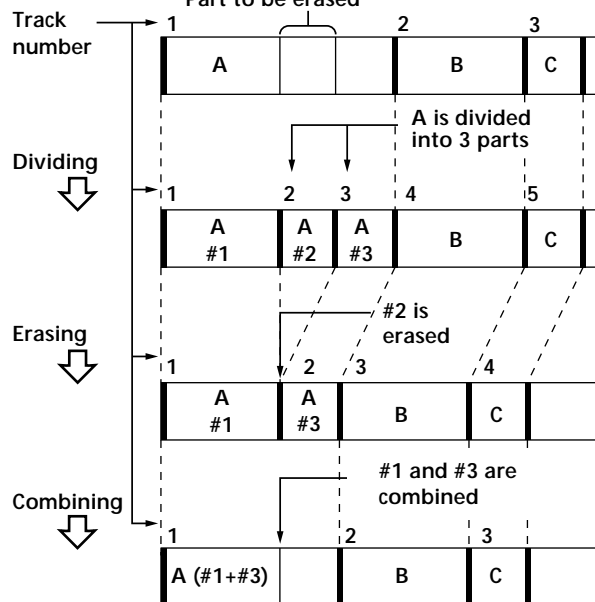 Part to be erased
Track
number
1 2 3
A B C
A is divided
into 3 parts
Dividing
1 2 3 4 5
A A A B C
#1 #2 #3
#2 is
erased
Erasing
1 2 3 4
A A B C
#1 #3
#1 and #3 are
combined
Combining
1 2 3
A (#1+#3) B C